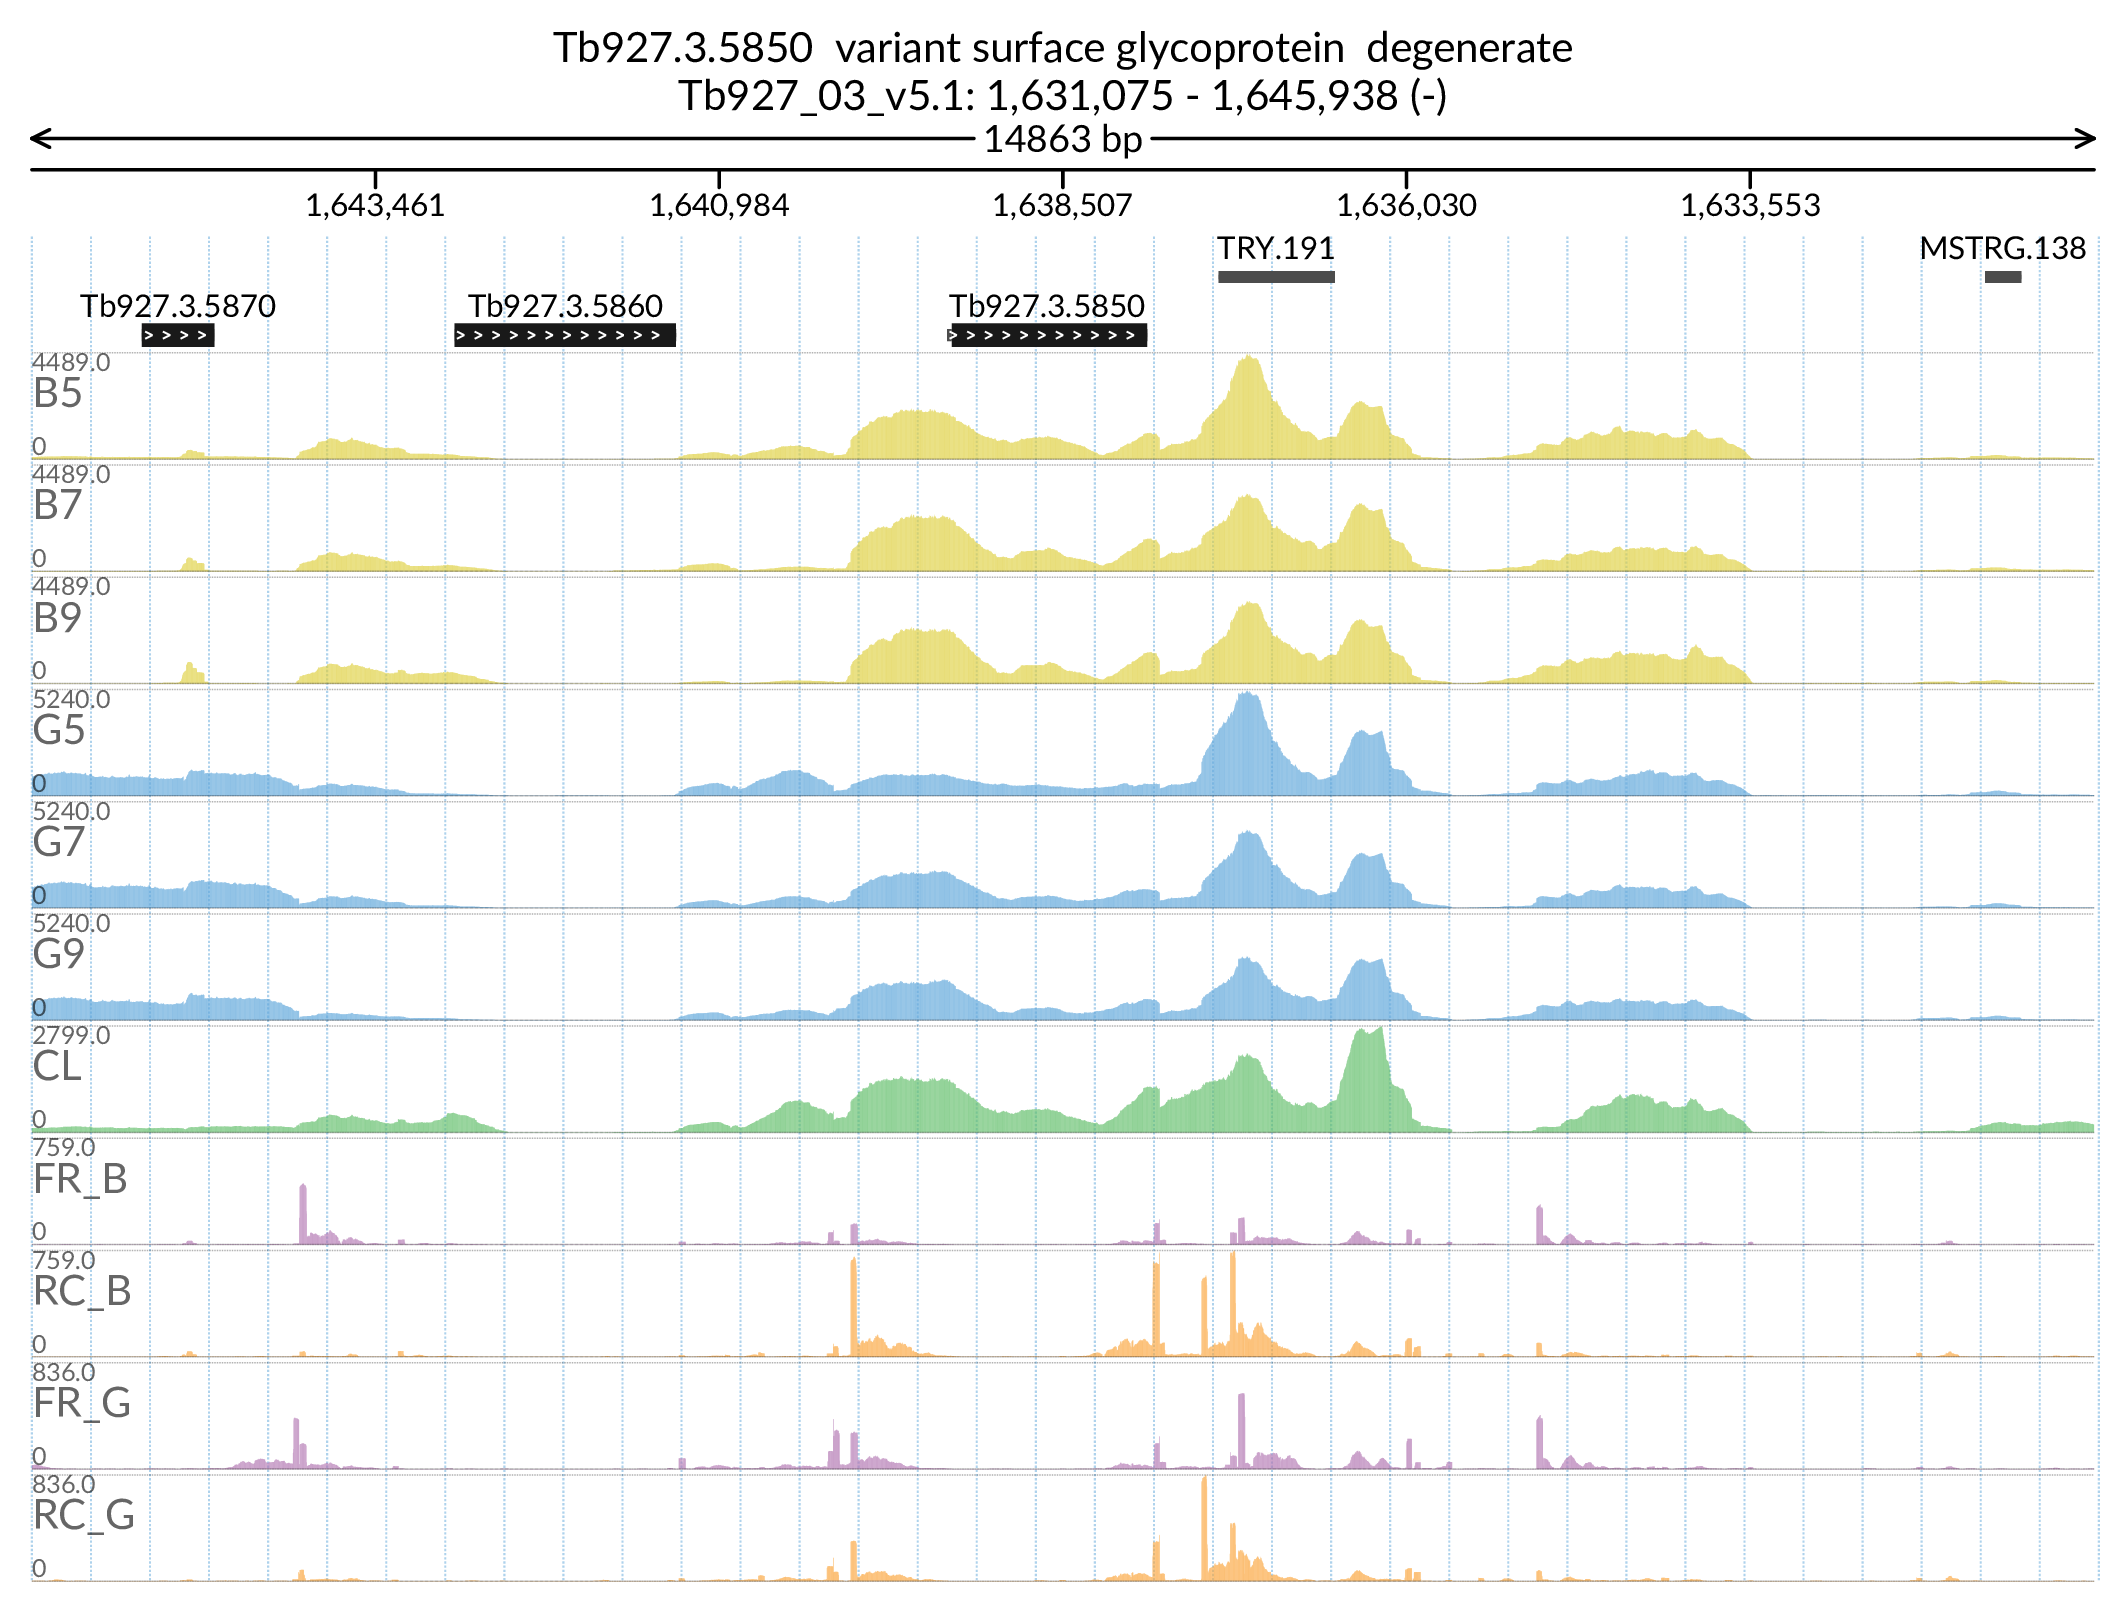 Tb927.3.5850  variant surface glycoprotein  degenerate
Tb927_03_v5.1: 1,631,075 - 1,645,938 (-)
14863 bp
1,643,461 1,640,984 1,638,507 1,636,030 1,633,553
TRY.191 MSTRG.138
Tb927.3.5870 Tb927.3.5860 Tb927.3.5850
4489.0
B5
0
4489.0
B7
0
4489.0
B9
0
5240.0
G5
0
5240.0
G7
0
5240.0
G9
0
2799.0
CL
0
759.0
FR_B
0
759.0
RC_B
0
836.0
FR_G
0
836.0
RC_G
0